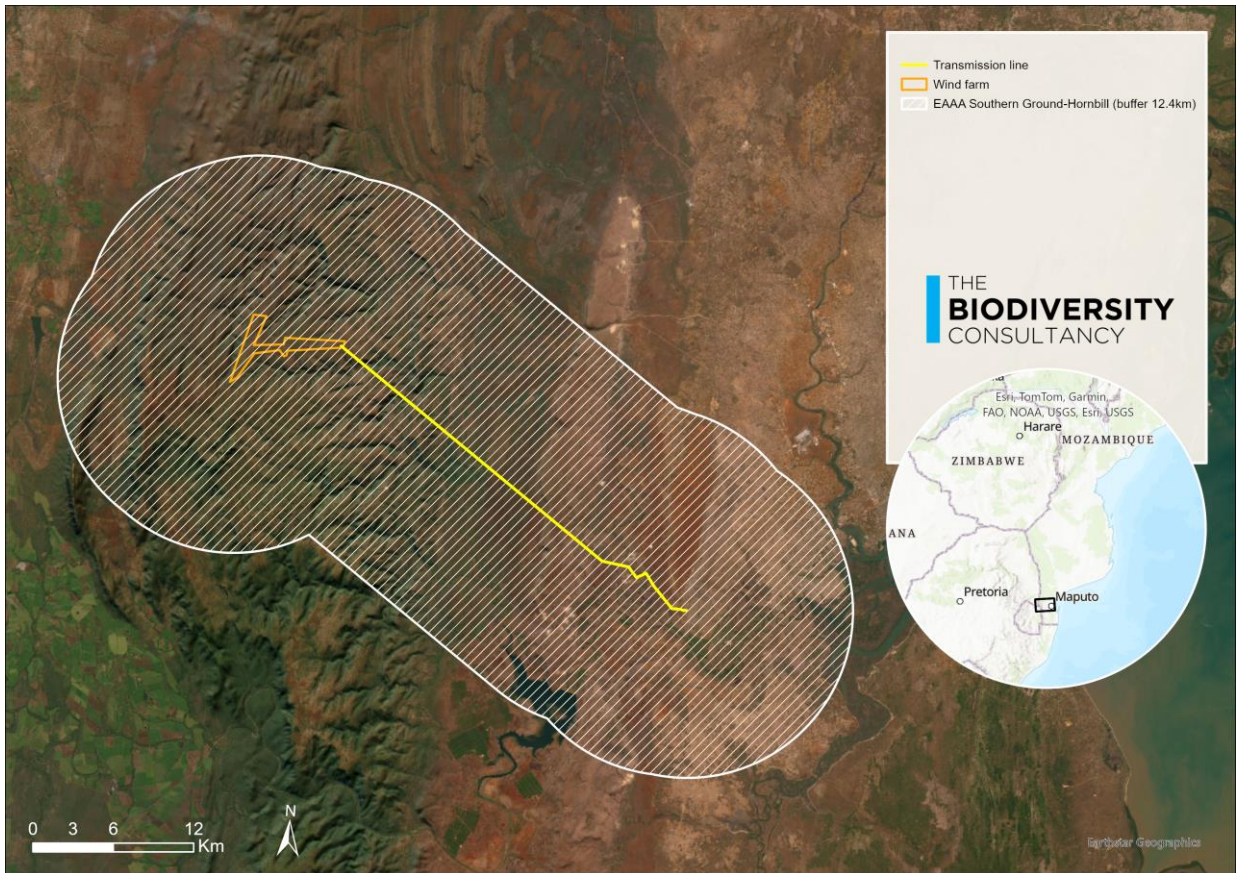 Transmission line
Wind farm
EAAA Southern Ground-Hornbill (buffer 12.4km)
THE
BIODIVERSITY
CONSULTANCY
Esri, TomTom, Garmin,
FAO, NOAA, USGS, Esri, USGS
Harare
MOZAMBIQUE
ZIMBABWE
ANA
Pretoria
Maputo
N
0 3 6 12
Km
Earthstar Geographics